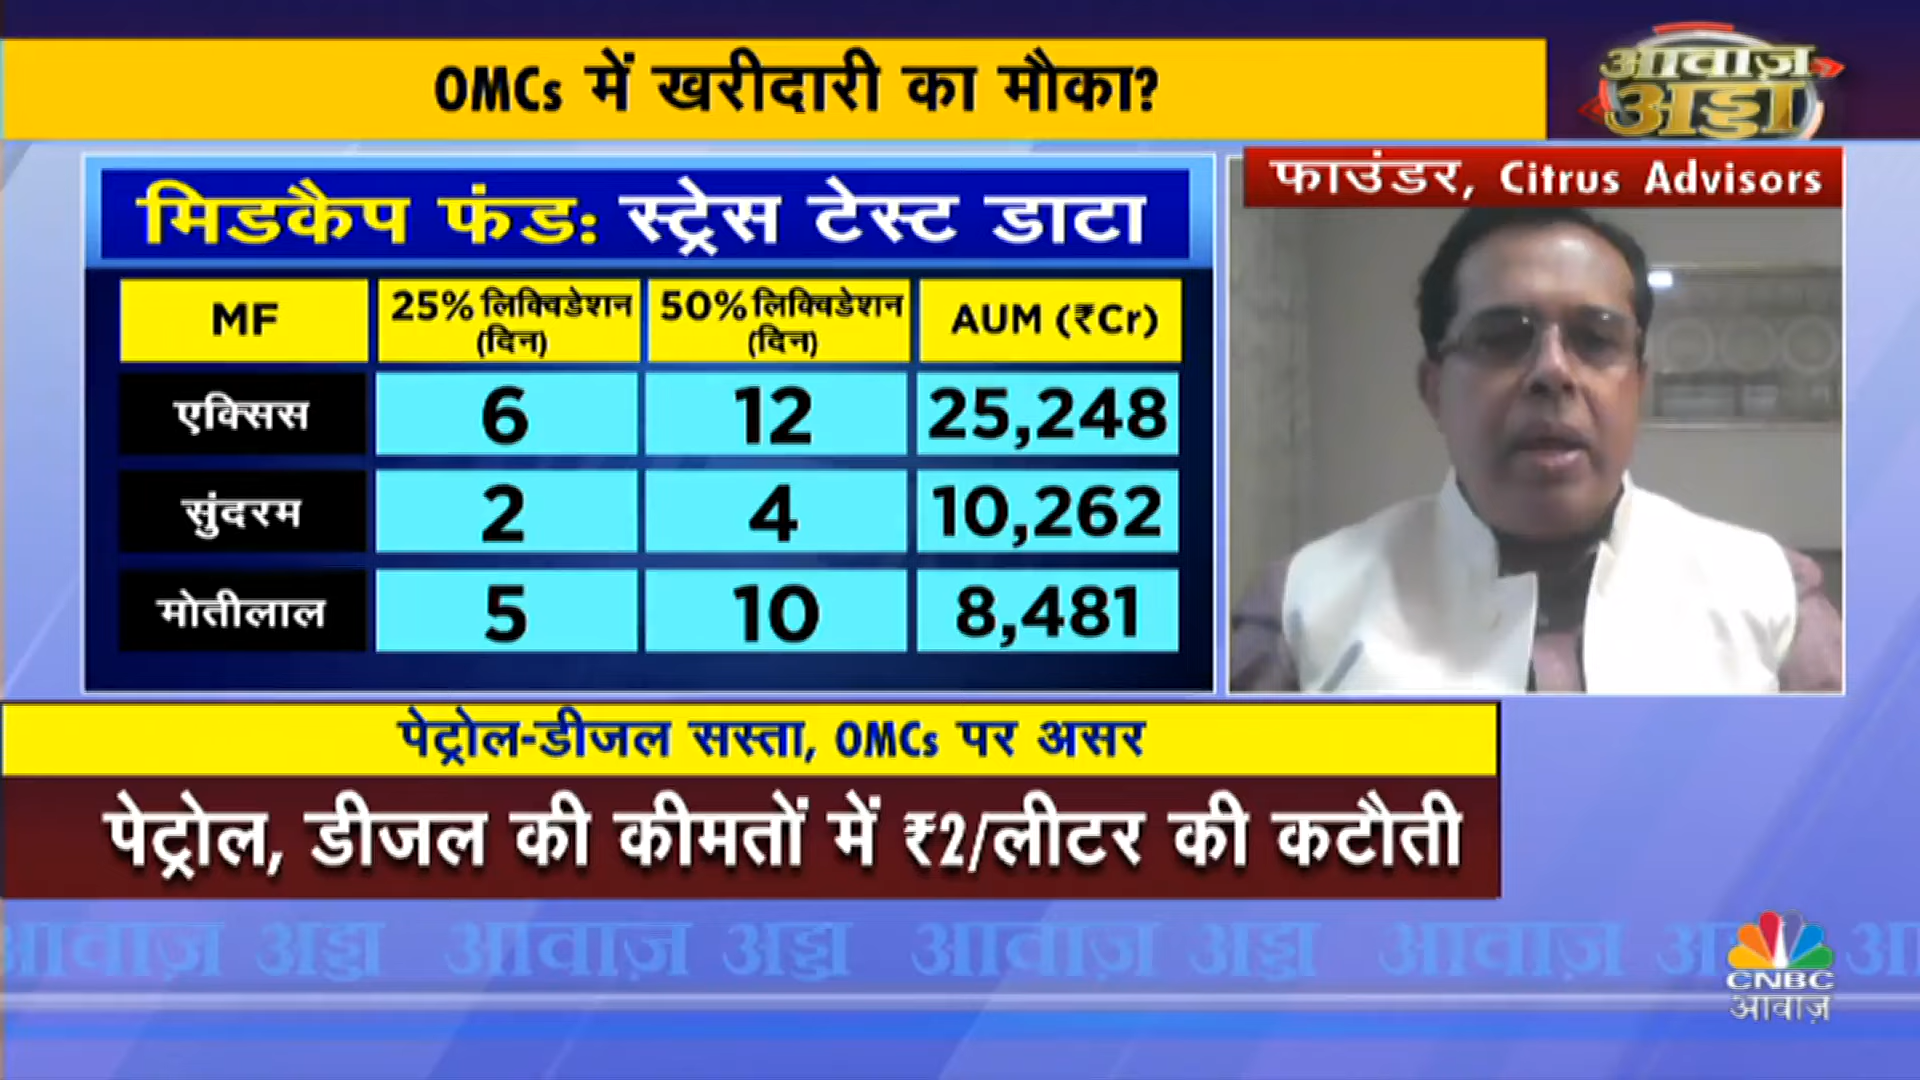 OMCs में खरीदारी का मौका?
आवाज़
अड्डा
फाउंडर, Citrus Advisors
मिडकैप फंड: स्ट्रेस टेस्ट डाटा
MF 25% लिक्विडेशन (दिन) 50% लिक्विडेशन (दिन) AUM (₹Cr)
एक्सिस 6 12 25,248
सुंदरम 2 4 10,262
मोतीलाल 5 10 8,481
पेट्रोल-डीजल सस्ता, OMCs पर असर
पेट्रोल, डीजल की कीमतों में ₹2/लीटर की कटौती
आवाज़ अड्डा आवाज़ अड्डा आवाज़ अड्डा आवाज़ अड्डा
CNBC
आवाज़